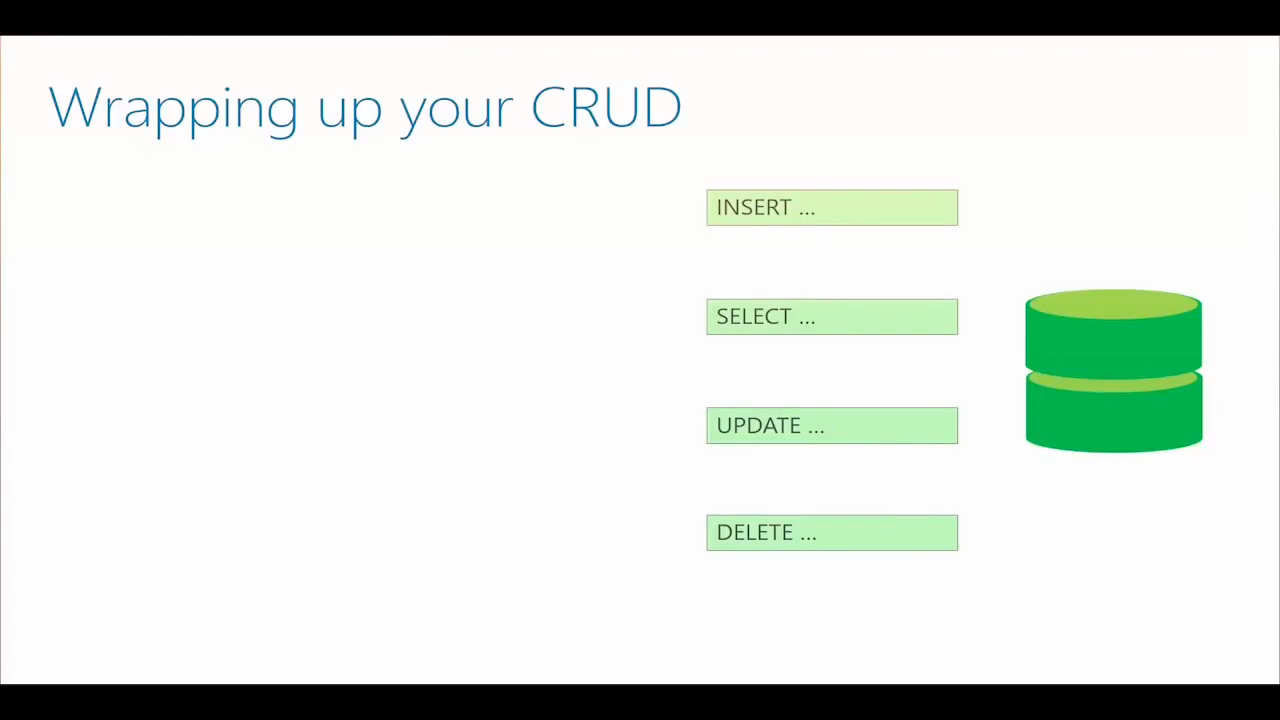 Wrapping up your CRUD
INSERT ...
SELECT ...
UPDATE ...
DELETE ...